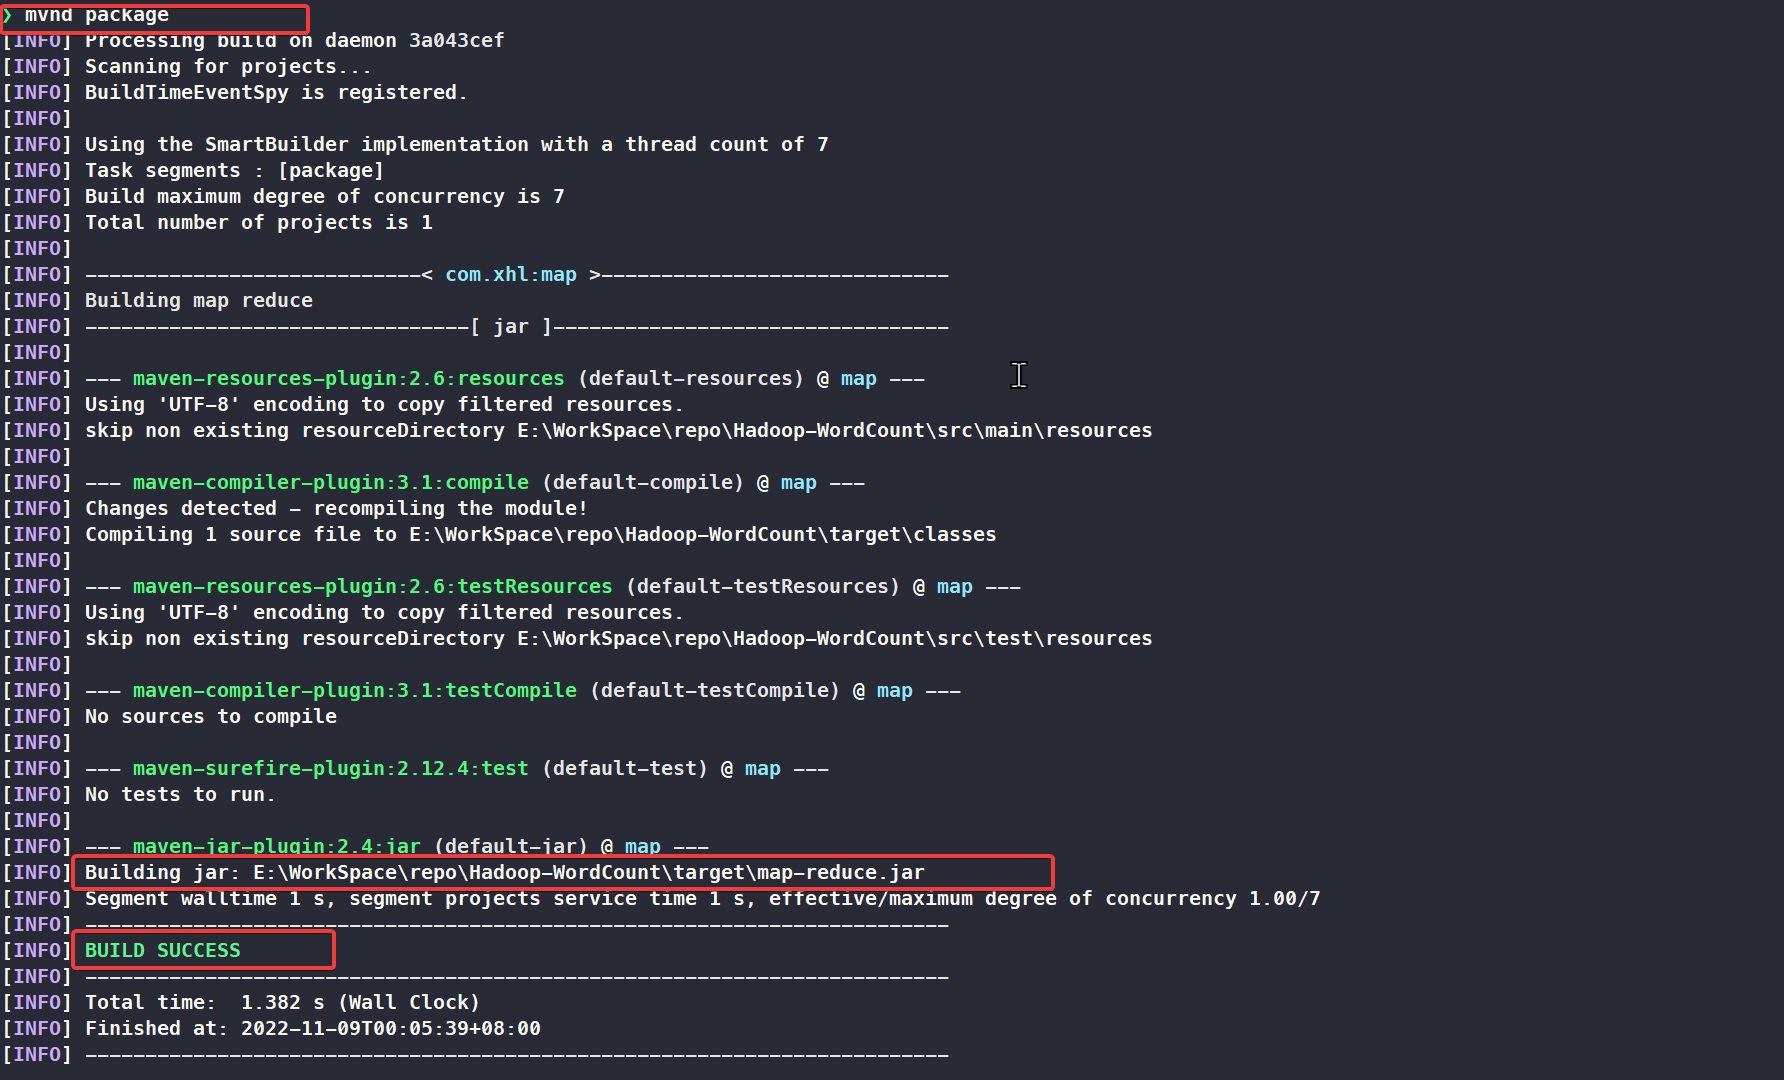 ❯ mvnd package
[INFO] Processing build on daemon 3a043cef
[INFO] Scanning for projects...
[INFO] BuildTimeEventSpy is registered.
[INFO]
[INFO] Using the SmartBuilder implementation with a thread count of 7
[INFO] Task segments : [package]
[INFO] Build maximum degree of concurrency is 7
[INFO] Total number of projects is 1
[INFO]
[INFO] ----------------------------< com.xhl:map >-----------------------------
[INFO] Building map reduce
[INFO] --------------------------------[ jar ]---------------------------------
[INFO]
[INFO] --- maven-resources-plugin:2.6:resources (default-resources) @ map ---
[INFO] Using 'UTF-8' encoding to copy filtered resources.
[INFO] skip non existing resourceDirectory E:\WorkSpace\repo\Hadoop-WordCount\src\main\resources
[INFO]
[INFO] --- maven-compiler-plugin:3.1:compile (default-compile) @ map ---
[INFO] Changes detected - recompiling the module!
[INFO] Compiling 1 source file to E:\WorkSpace\repo\Hadoop-WordCount\target\classes
[INFO]
[INFO] --- maven-resources-plugin:2.6:testResources (default-testResources) @ map ---
[INFO] Using 'UTF-8' encoding to copy filtered resources.
[INFO] skip non existing resourceDirectory E:\WorkSpace\repo\Hadoop-WordCount\src\test\resources
[INFO]
[INFO] --- maven-compiler-plugin:3.1:testCompile (default-testCompile) @ map ---
[INFO] No sources to compile
[INFO]
[INFO] --- maven-surefire-plugin:2.12.4:test (default-test) @ map ---
[INFO] No tests to run.
[INFO]
[INFO] --- maven-jar-plugin:2.4:jar (default-jar) @ map ---
[INFO] Building jar: E:\WorkSpace\repo\Hadoop-WordCount\target\map-reduce.jar
[INFO] Segment walltime 1 s, segment projects service time 1 s, effective/maximum degree of concurrency 1.00/7
[INFO] ------------------------------------------------------------------------
[INFO] BUILD SUCCESS
[INFO] ------------------------------------------------------------------------
[INFO] Total time:  1.382 s (Wall Clock)
[INFO] Finished at: 2022-11-09T00:05:39+08:00
[INFO] ------------------------------------------------------------------------